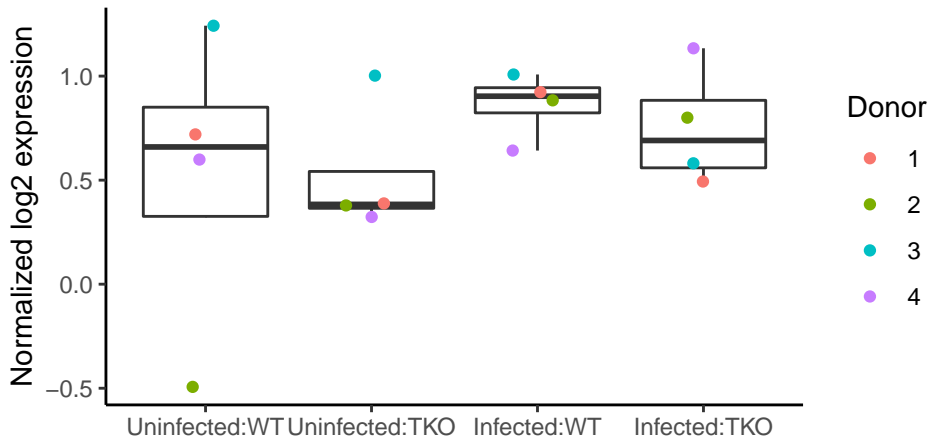 Normalized log2 expression
1.0
0.5
0.0
−0.5
Uninfected:WT
Uninfected:TKO
Infected:WT
Infected:TKO
Donor
1
2
3
4